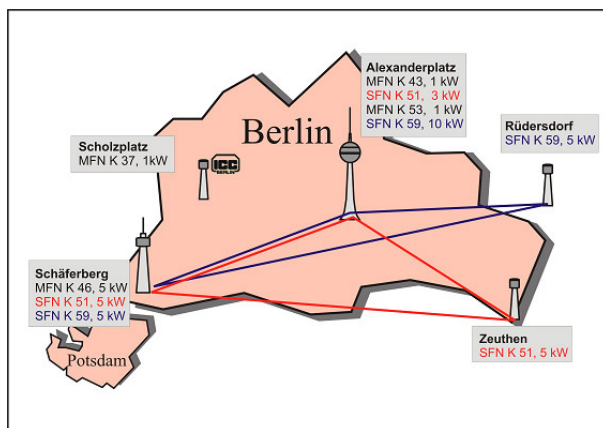 Alexanderplatz
MFN K 43, 1 kW
SFN K 51, 3 kW
MFN K 53, 1 kW
SFN K 59, 10 kW
Berlin
Rüdersdorf
SFN K 59, 5 kW
Scholzplatz
MFN K 37, 1kW
ICC
BERLIN
Schäferberg
MFN K 46, 5 kW
SFN K 51, 5 kW
SFN K 59, 5 kW
Potsdam
Zeuthen
SFN K 51, 5 kW